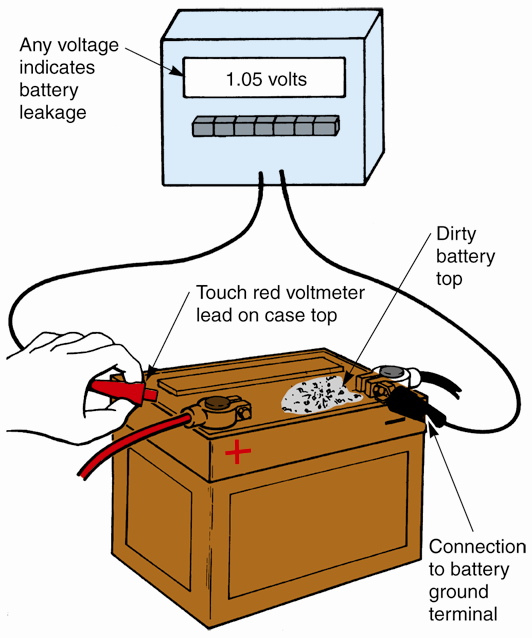 Any voltage
indicates
battery
leakage
1.05 volts
Dirty
battery
top
Touch red voltmeter
lead on case top
+
−
Connection
to battery
ground
terminal